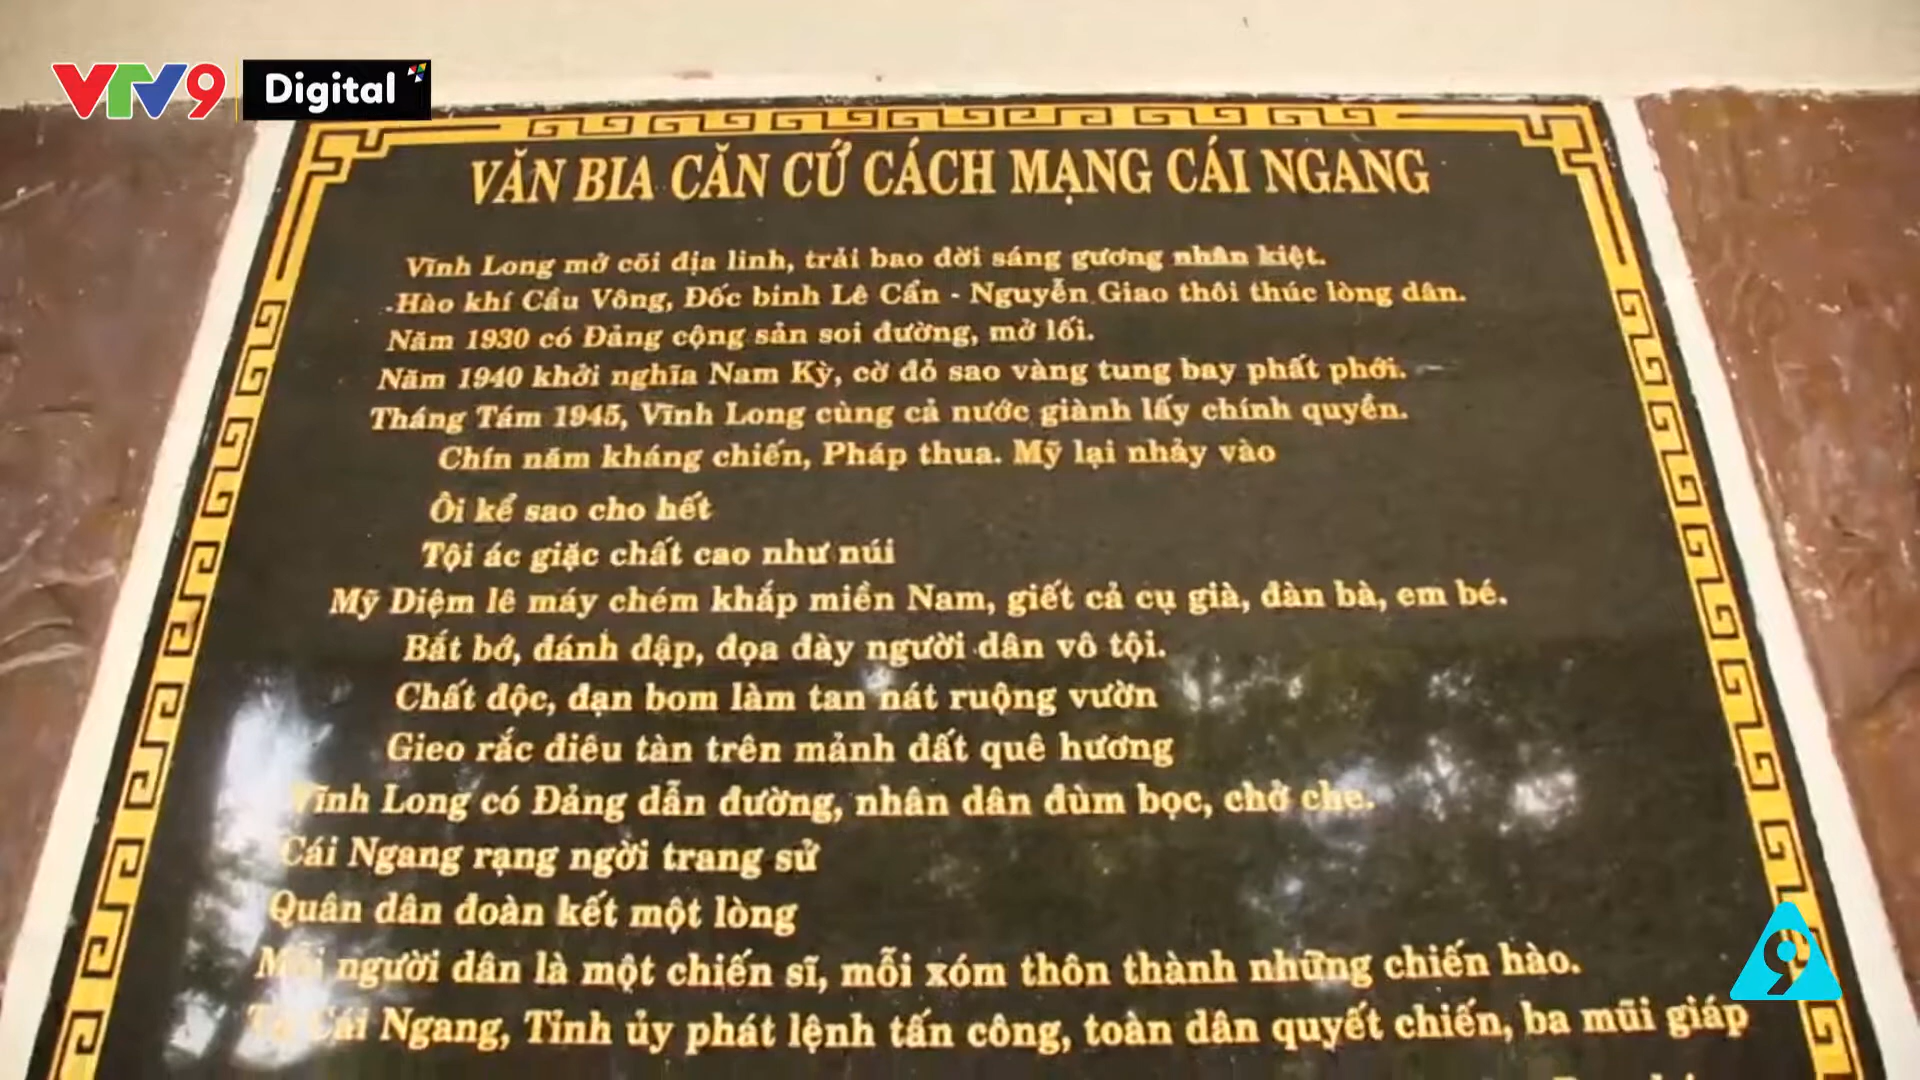 VTV9 Digital
VĂN BIA CĂN CỨ CÁCH MẠNG CÁI NGANG
Vĩnh Long mở cõi địa linh, trải bao đời sáng gương nhân kiệt.
Hào khí Cầu Vông, Đốc binh Lê Cẩn - Nguyễn Giao thôi thúc lòng dân.
Năm 1930 có Đảng cộng sản soi đường, mở lối.
Năm 1940 khởi nghĩa Nam Kỳ, cờ đỏ sao vàng tung bay phất phới.
Tháng Tám 1945, Vĩnh Long cùng cả nước giành lấy chính quyền.
Chín năm kháng chiến, Pháp thua. Mỹ lại nhảy vào
Ôi kể sao cho hết
Tội ác giặc chất cao như núi
Mỹ Diệm lê máy chém khắp miền Nam, giết cả cụ già, đàn bà, em bé.
Bắt bớ, đánh đập, đọa đày người dân vô tội.
Chất độc, đạn bom làm tan nát ruộng vườn
Gieo rắc điêu tàn trên mảnh đất quê hương
Vĩnh Long có Đảng dẫn đường, nhân dân đùm bọc, chở che.
Cái Ngang rạng ngời trang sử
Quân dân đoàn kết một lòng
Mỗi người dân là một chiến sĩ, mỗi xóm thôn thành những chiến hào.
Từ Cái Ngang, Tỉnh ủy phát lệnh tấn công, toàn dân quyết chiến, ba mũi giáp
9